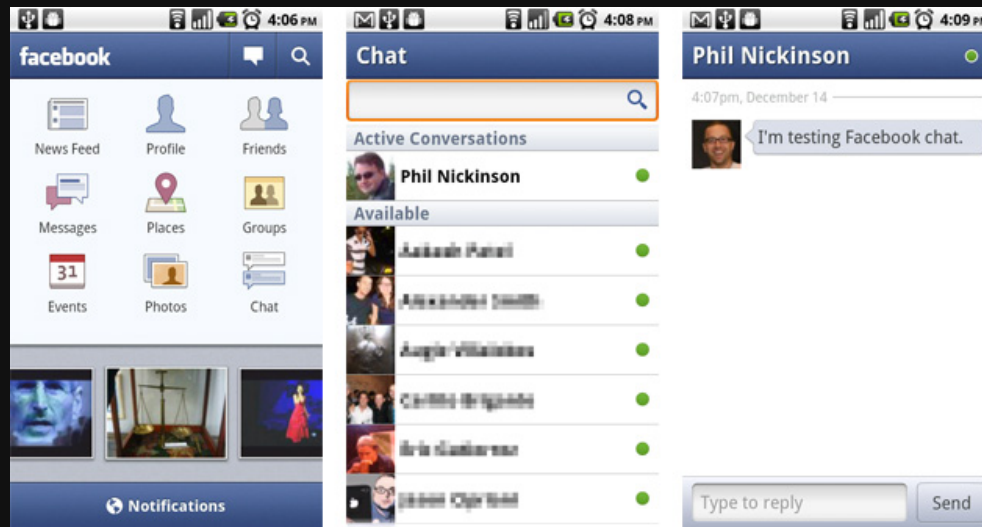 4:06 PM
facebook
News Feed
Profile
Friends
Messages
Places
Groups
31
Events
Photos
Chat
Notifications
4:08 PM
Chat
Active Conversations
Phil Nickinson
Available
4:09 PM
Phil Nickinson
4:07pm, December 14
I'm testing Facebook chat.
Type to reply
Send